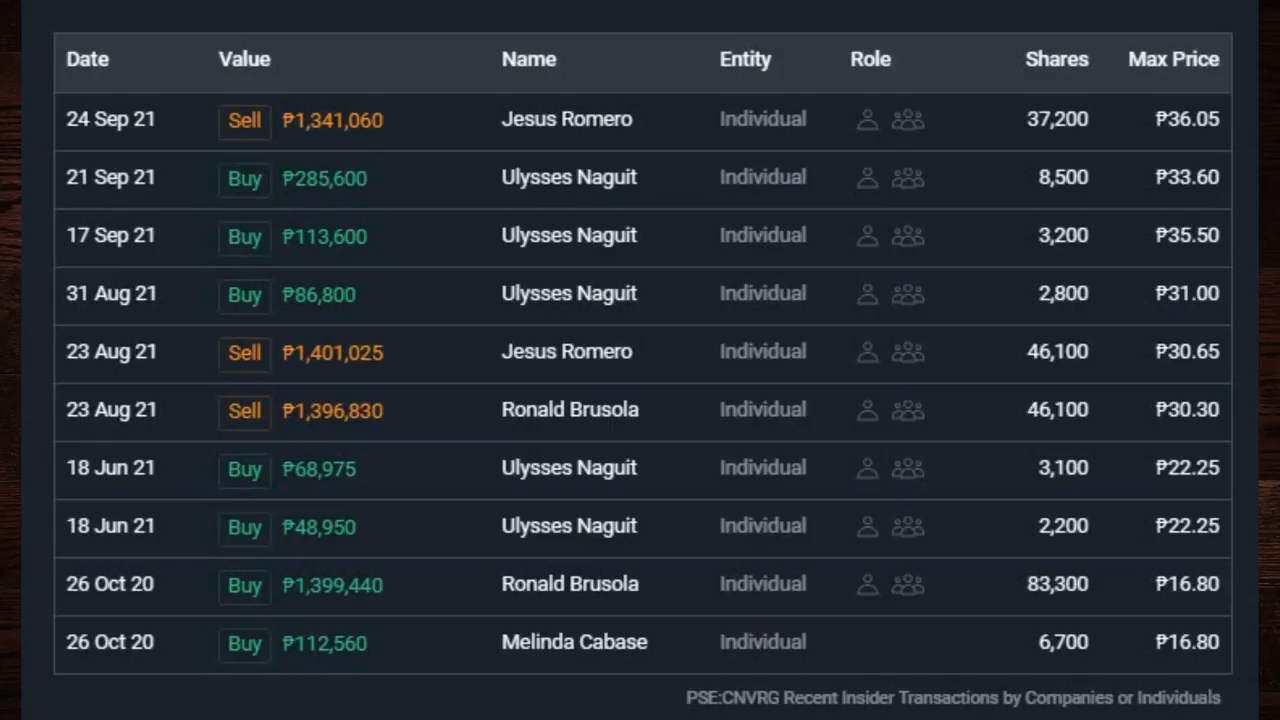 Date Value Name Entity Role Shares Max Price
24 Sep 21 Sell ₱1,341,060 Jesus Romero Individual 37,200 ₱36.05
21 Sep 21 Buy ₱285,600 Ulysses Naguit Individual 8,500 ₱33.60
17 Sep 21 Buy ₱113,600 Ulysses Naguit Individual 3,200 ₱35.50
31 Aug 21 Buy ₱86,800 Ulysses Naguit Individual 2,800 ₱31.00
23 Aug 21 Sell ₱1,401,025 Jesus Romero Individual 46,100 ₱30.65
23 Aug 21 Sell ₱1,396,830 Ronald Brusola Individual 46,100 ₱30.30
18 Jun 21 Buy ₱68,975 Ulysses Naguit Individual 3,100 ₱22.25
18 Jun 21 Buy ₱48,950 Ulysses Naguit Individual 2,200 ₱22.25
26 Oct 20 Buy ₱1,399,440 Ronald Brusola Individual 83,300 ₱16.80
26 Oct 20 Buy ₱112,560 Melinda Cabase Individual 6,700 ₱16.80
PSE:CNVRG Recent Insider Transactions by Companies or Individuals